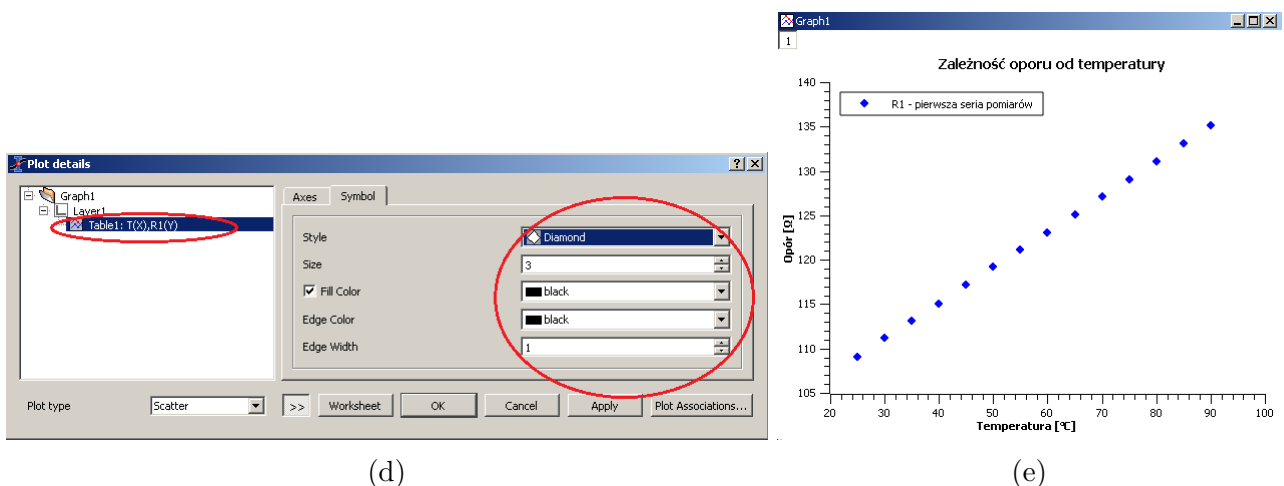 Plot details
Graph1
Layer1
Table1: T(X),R1(Y)
Axes Symbol
Style Diamond
Size 3
Fill Color black
Edge Color black
Edge Width 1
Plot type Scatter >> Worksheet OK Cancel Apply Plot Associations...
(d)
Graph1
1
Zależność oporu od temperatury
R1 - pierwsza seria pomiarów
Opór [Ω]
140
135
130
125
120
115
110
105
20 30 40 50 60 70 80 90 100
Temperatura [°C]
(e)